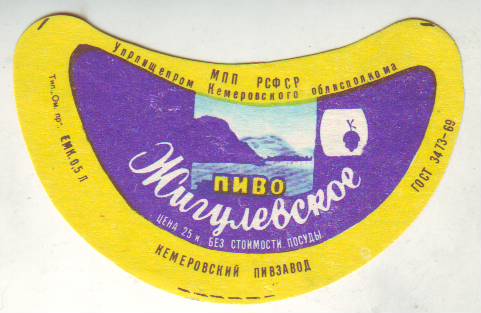 МПП РСФСР
Упрпищепром Кемеровского облисполкома
Тип. „Ом. пр“
ЕМК. 0,5 Л
К
ГОСТ 3473-69
ПИВО
Жигулевское
ЦЕНА 25 к. БЕЗ СТОИМОСТИ ПОСУДЫ
КЕМЕРОВСКИЙ ПИВЗАВОД